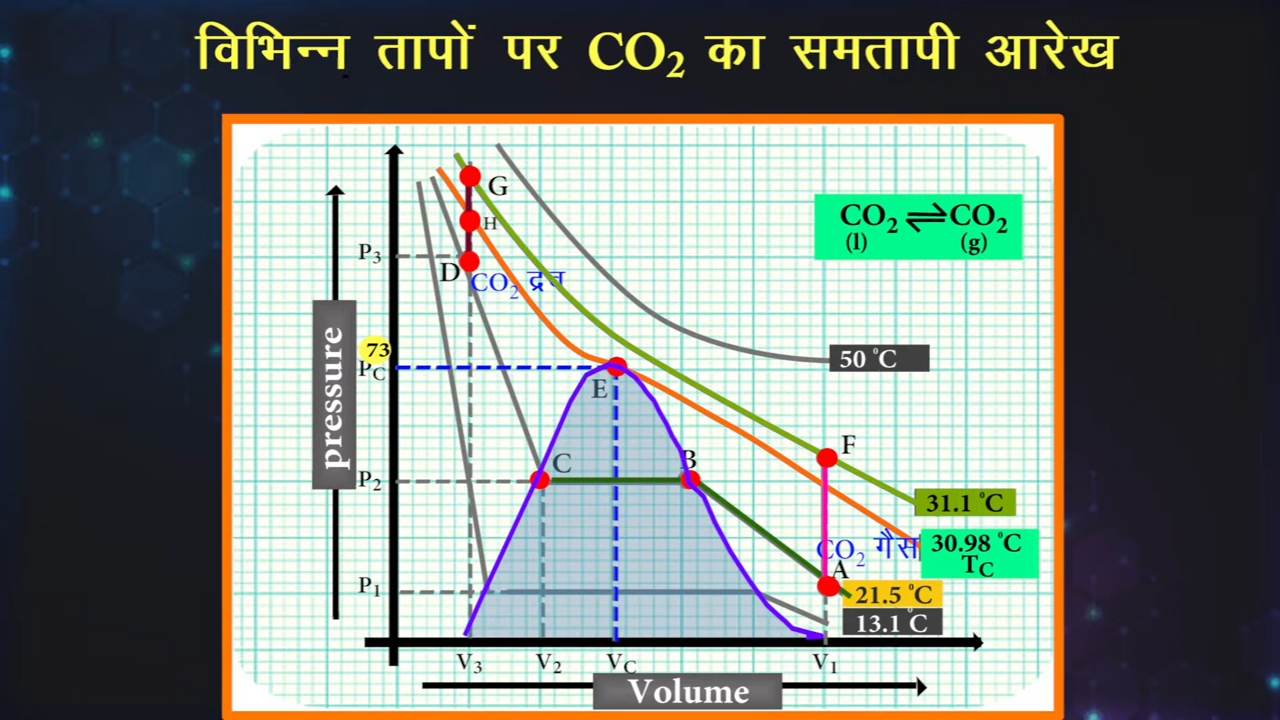 विभिन्न तापों पर CO₂ का समतापी आरेख
G
CO₂ ⇌ CO₂
(l) (g)
H
P₃
D
CO₂ द्रव
pressure
73
50 °C
P_C
E
F
C
B
P₂
31.1 °C
CO₂ गैस
30.98 °C
T_C
A
P₁
21.5 °C
13.1 °C
V₃ V₂ V_C V₁
Volume